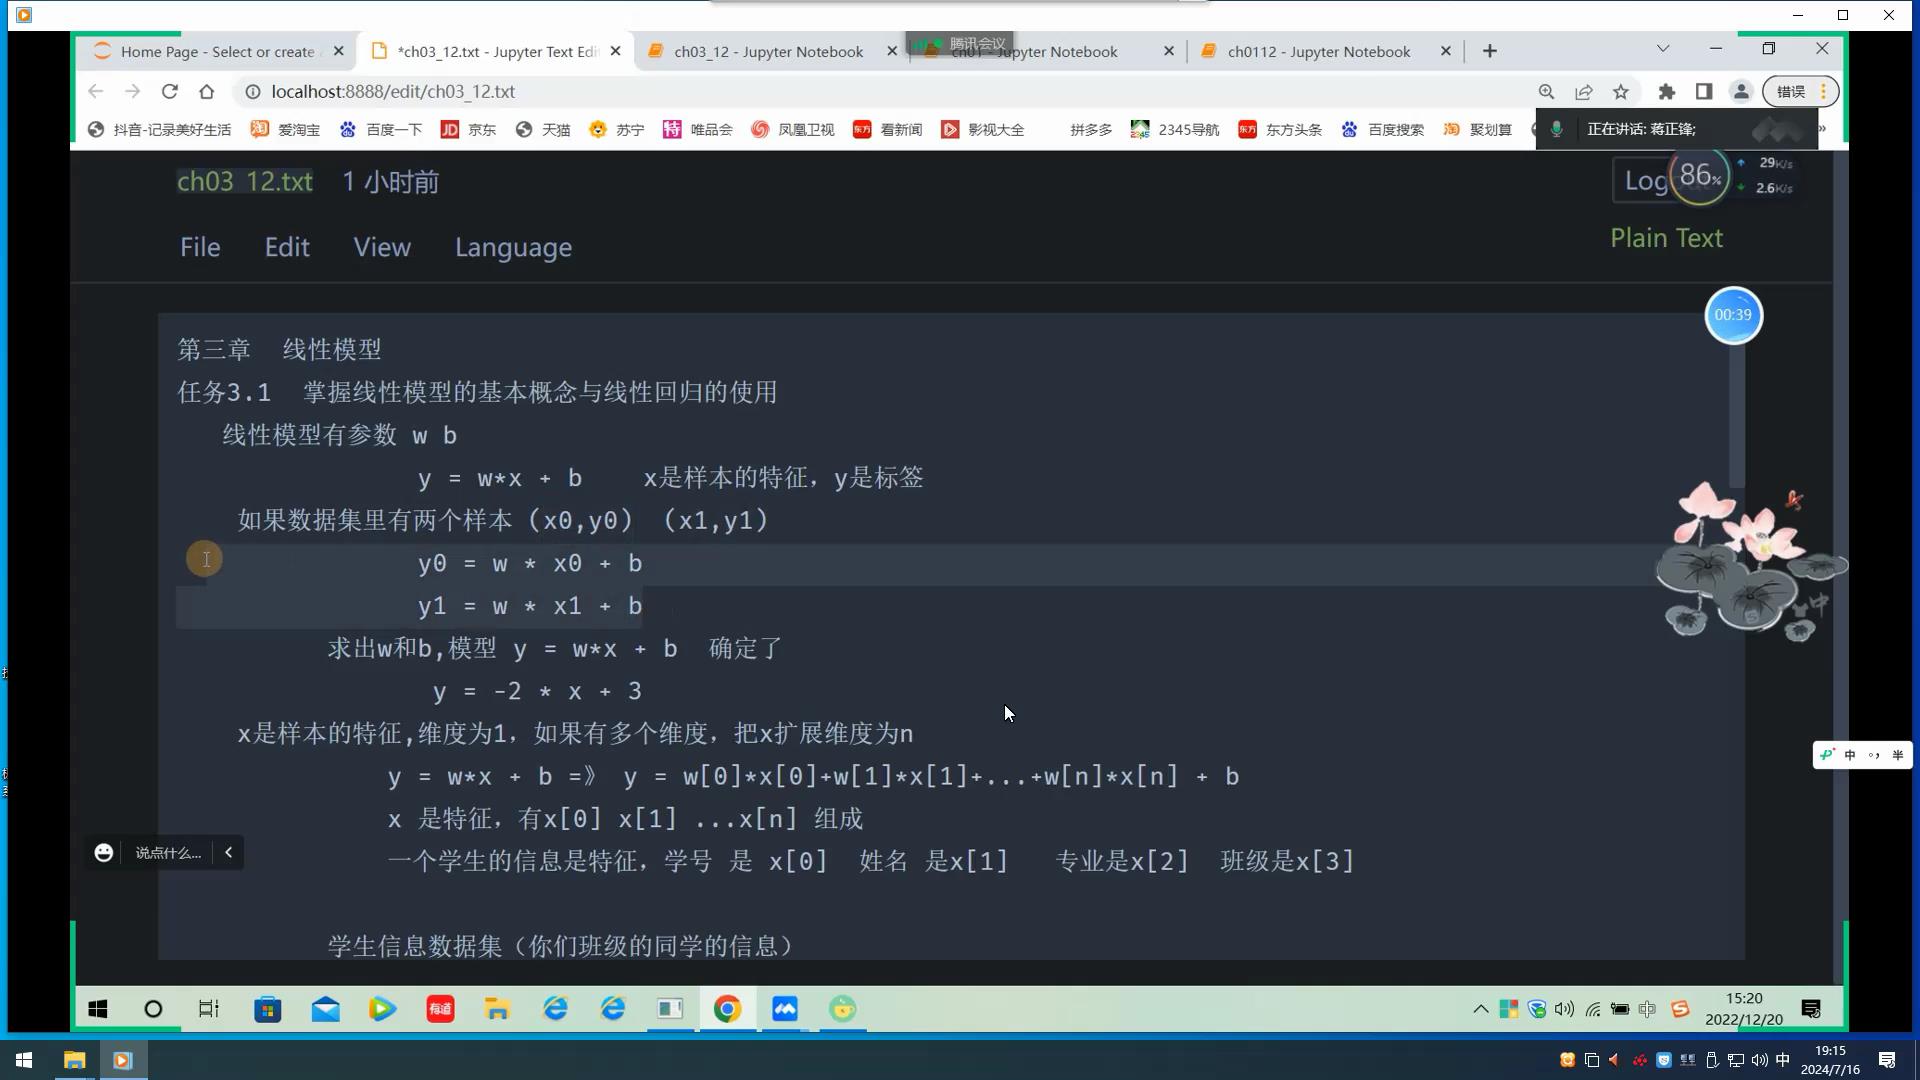 Home Page - Select or create
*ch03_12.txt - Jupyter Text Edi
ch03_12 - Jupyter Notebook
ch01 - Jupyter Notebook
ch0112 - Jupyter Notebook
腾讯会议
localhost:8888/edit/ch03_12.txt
错误
抖音-记录美好生活 爱淘宝 百度一下 京东 天猫 苏宁 唯品会 凤凰卫视 看新闻 影视大全 拼多多 2345导航 东方头条 百度搜索 聚划算
正在讲话: 蒋正锋;
ch03_12.txt 1 小时前
Log
86%
29K/s
2.6K/s
File Edit View Language
Plain Text
00:39
第三章 线性模型
任务3.1 掌握线性模型的基本概念与线性回归的使用
线性模型有参数 w b
y = w*x + b x是样本的特征，y是标签
如果数据集里有两个样本（x0,y0） （x1,y1）
y0 = w * x0 + b
y1 = w * x1 + b
求出w和b,模型 y = w*x + b 确定了
y = -2 * x + 3
x是样本的特征,维度为1，如果有多个维度，把x扩展维度为n
y = w*x + b =》 y = w[0]*x[0]+w[1]*x[1]+...+w[n]*x[n] + b
x 是特征，有x[0] x[1] ...x[n] 组成
一个学生的信息是特征，学号 是 x[0] 姓名 是x[1] 专业是x[2] 班级是x[3]
学生信息数据集（你们班级的同学的信息）
说点什么...
中 半
有道
15:20
2022/12/20
中
19:15
2024/7/16